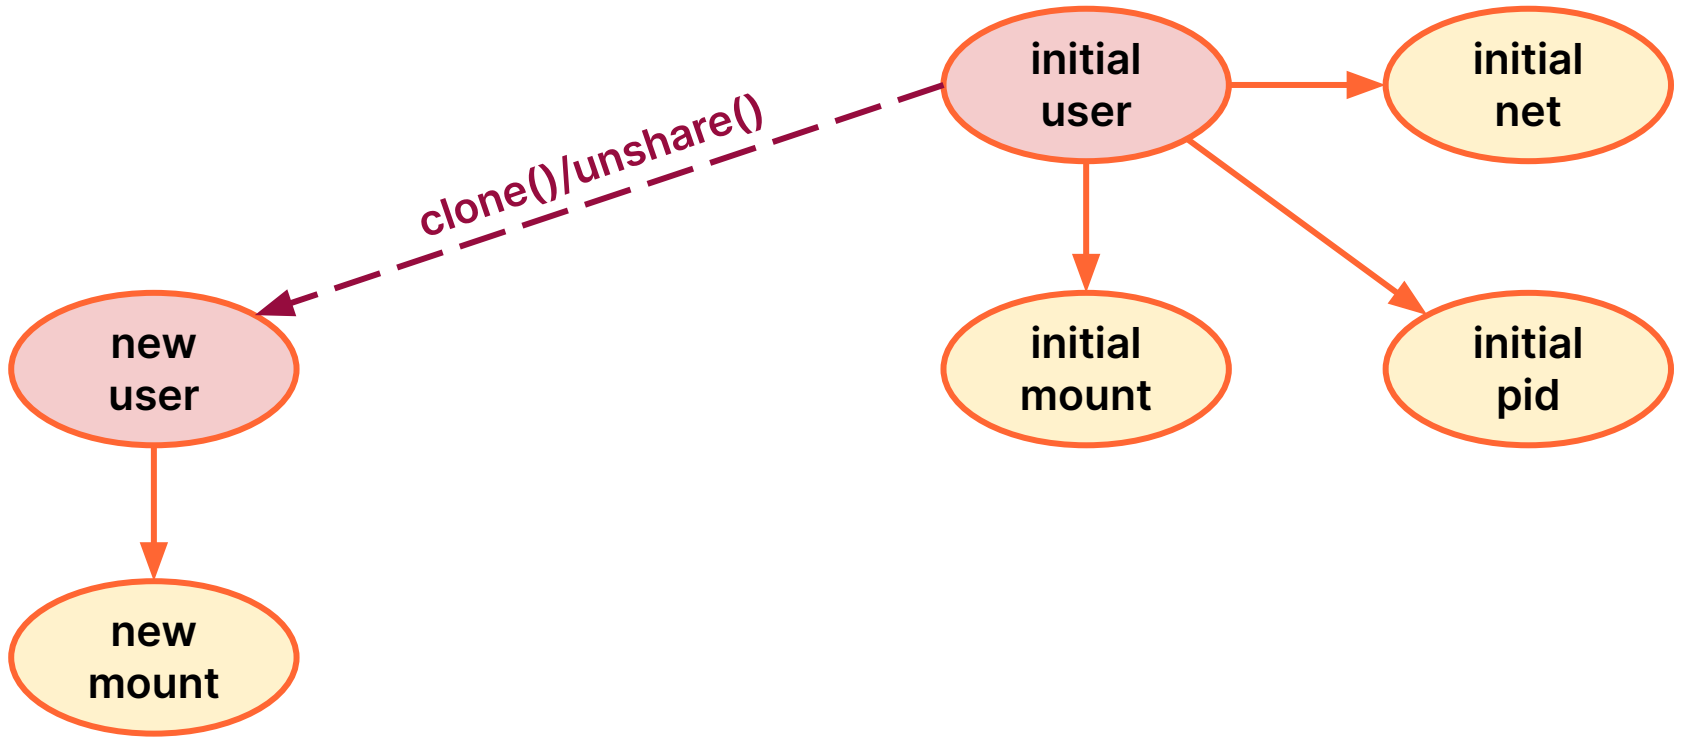 initial
user
initial
net
clone()/unshare()
new
user
initial
mount
initial
pid
new
mount